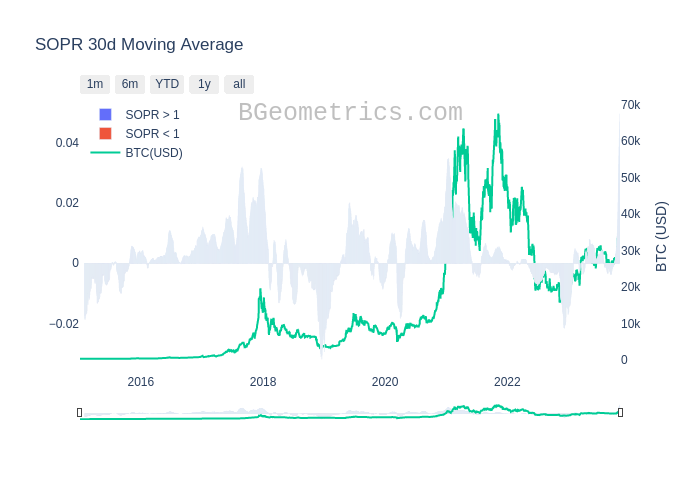 SOPR 30d Moving Average
1m 6m YTD 1y all
BGeometrics.com
SOPR > 1
SOPR < 1
BTC(USD)
0.04
0.02
0
−0.02
70k
60k
50k
40k
30k
20k
10k
0
BTC (USD)
2016 2018 2020 2022